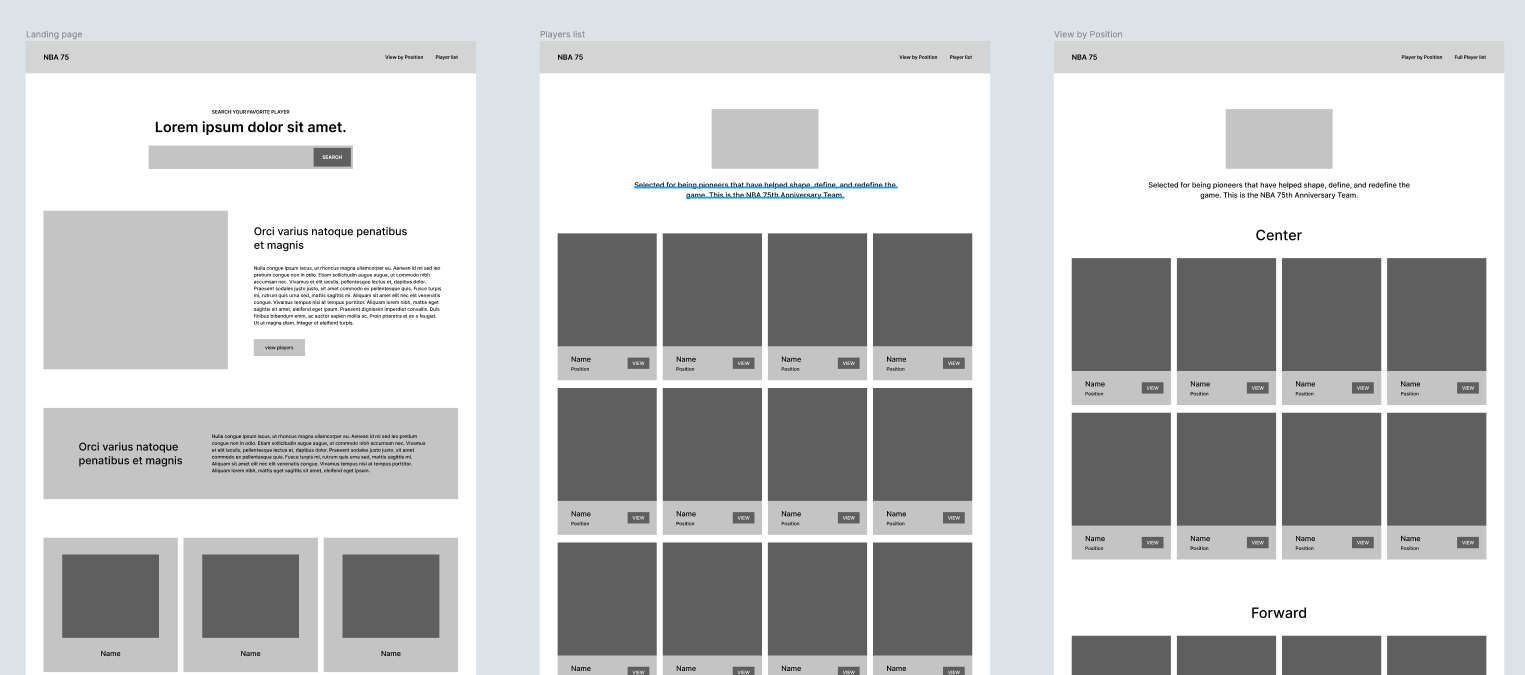 Landing page
NBA 75
View by Position
Player list
SEARCH YOUR FAVORITE PLAYER
Lorem ipsum dolor sit amet.
SEARCH
Orci varius natoque penatibus
et magnis
Nulla congue ipsum lacus, ut rhoncus magna ullamcorper eu. Aenean id mi sed leo
pretium congue non in odio. Etiam sollicitudin augue augue, ut commodo nibh
accumsan nec. Vivamus et elit iaculis, pellentesque lectus et, dapibus dolor.
Praesent sodales justo justo, sit amet commodo ex pellentesque quis. Fusce turpis
mi, rutrum quis urna sed, mattis sagittis mi. Aliquam sit amet elit nec elit venenatis
congue. Vivamus tempus nisi at tempus porttitor. Aliquam lorem nibh, mattis eget
sagittis sit amet, eleifend eget ipsum. Praesent dignissim imperdiet convallis. Duis
finibus bibendum enim, ac auctor sapien mollis ac. Proin pharetra et ex a feugiat.
Ut ut magna diam. Integer et eleifend turpis.
view players
Orci varius natoque
penatibus et magnis
Nulla congue ipsum lacus, ut rhoncus magna ullamcorper eu. Aenean id mi sed leo pretium
congue non in odio. Etiam sollicitudin augue augue, ut commodo nibh accumsan nec. Vivamus
et elit iaculis, pellentesque lectus et, dapibus dolor. Praesent sodales justo justo, sit amet
commodo ex pellentesque quis. Fusce turpis mi, rutrum quis urna sed, mattis sagittis mi.
Aliquam sit amet elit nec elit venenatis congue. Vivamus tempus nisi at tempus porttitor.
Aliquam lorem nibh, mattis eget sagittis sit amet, eleifend eget ipsum.
Name
Name
Name
Players list
NBA 75
View by Position
Player list
Selected for being pioneers that have helped shape, define, and redefine the
game. This is the NBA 75th Anniversary Team.
Name
Position
VIEW
Name
Position
VIEW
Name
Position
VIEW
Name
Position
VIEW
Name
Position
VIEW
Name
Position
VIEW
Name
Position
VIEW
Name
Position
VIEW
Name
VIEW
Name
VIEW
Name
VIEW
Name
VIEW
View by Position
NBA 75
Player by Position
Full Player list
Selected for being pioneers that have helped shape, define, and redefine the
game. This is the NBA 75th Anniversary Team.
Center
Name
Position
VIEW
Name
Position
VIEW
Name
Position
VIEW
Name
Position
VIEW
Name
Position
VIEW
Name
Position
VIEW
Name
Position
VIEW
Name
Position
VIEW
Forward